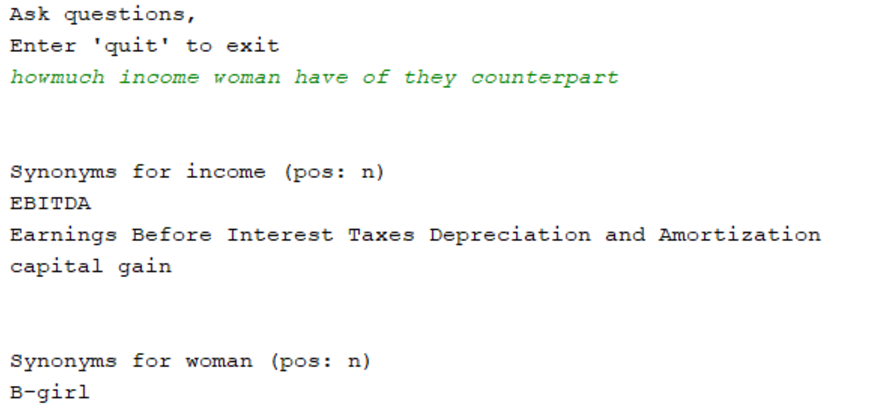 Ask questions,
Enter 'quit' to exit
howmuch income woman have of they counterpart
Synonyms for income (pos: n)
EBITDA
Earnings Before Interest Taxes Depreciation and Amortization
capital gain
Synonyms for woman (pos: n)
B-girl